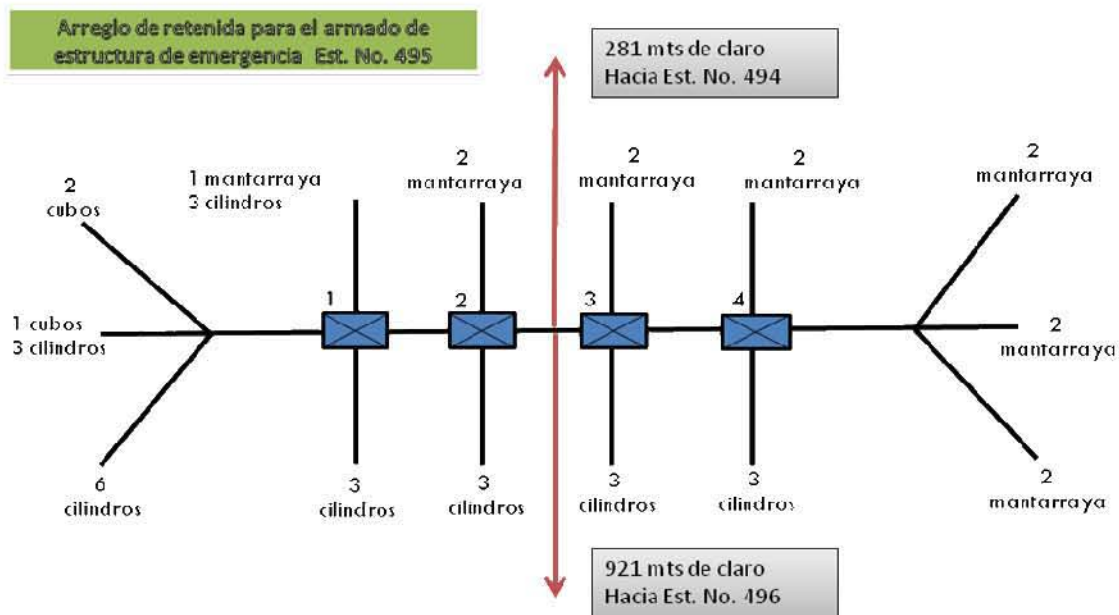 Arreglo de retenida para el armado de
estructura de emergencia Est. No. 495
281 mts de claro
Hacia Est. No. 494
2
cubos
1 mantarraya
3 cilindros
2
mantarraya
2
mantarraya
2
mantarraya
2
mantarraya
1 cubos
3 cilindros
1
2
3
4
2
mantarraya
6
cilindros
3
cilindros
3
cilindros
3
cilindros
3
cilindros
2
mantarraya
921 mts de claro
Hacia Est. No. 496